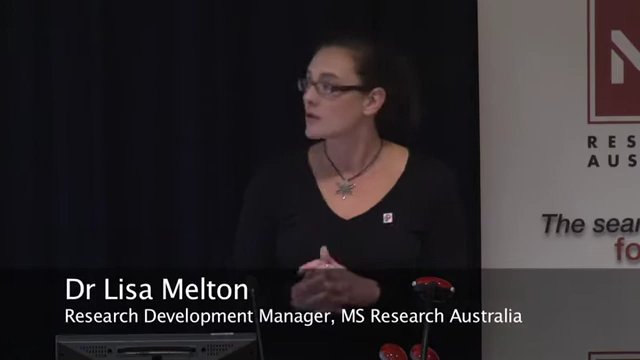 RES
AUS
The sear
fo
Dr Lisa Melton
Research Development Manager, MS Research Australia